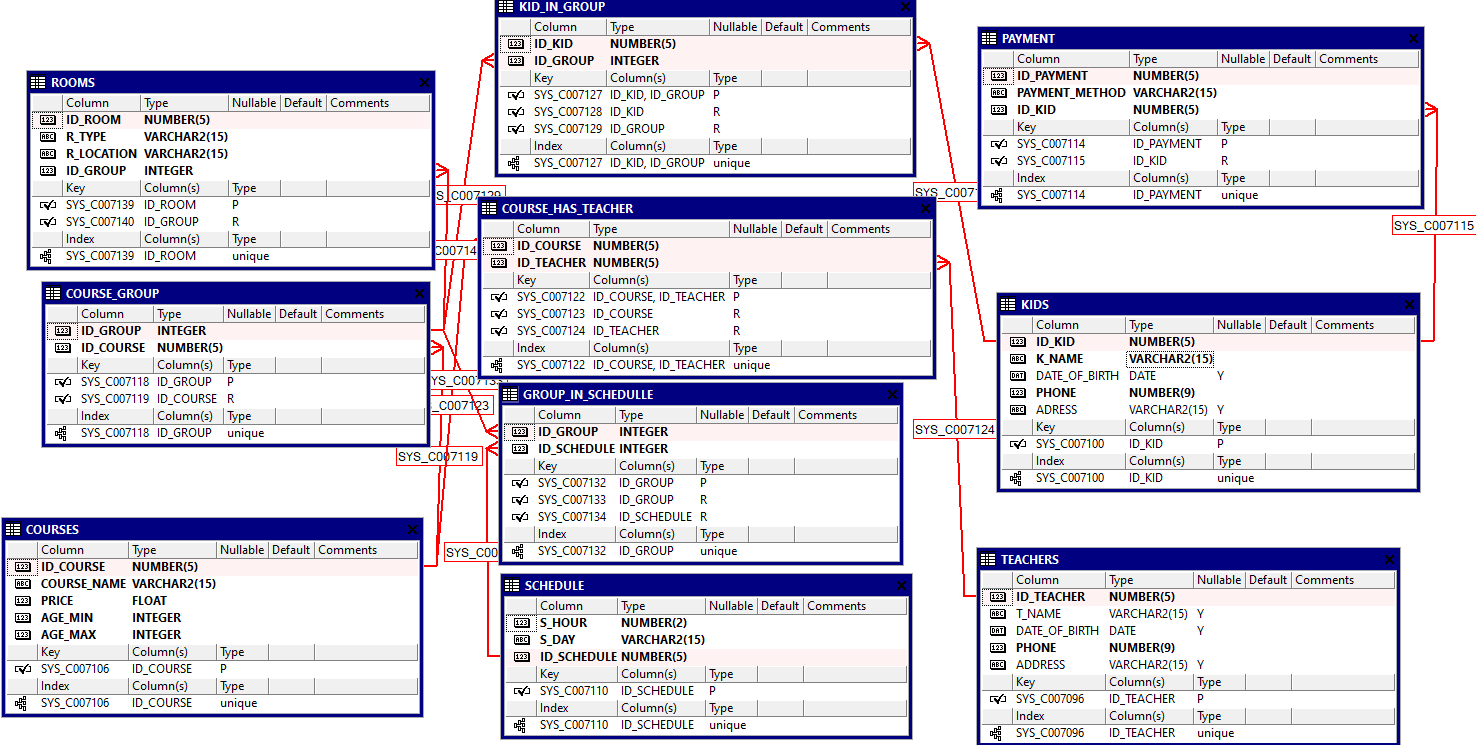 KID_IN_GROUP
Column Type Nullable Default Comments
ID_KID NUMBER(5)
ID_GROUP INTEGER
Key Column(s) Type
SYS_C007127 ID_KID, ID_GROUP P
SYS_C007128 ID_KID R
SYS_C007129 ID_GROUP R
Index Column(s) Type
SYS_C007127 ID_KID, ID_GROUP unique
PAYMENT
Column Type Nullable Default Comments
ID_PAYMENT NUMBER(5)
PAYMENT_METHOD VARCHAR2(15)
ID_KID NUMBER(5)
Key Column(s) Type
SYS_C007114 ID_PAYMENT P
SYS_C007115 ID_KID R
Index Column(s) Type
SYS_C007114 ID_PAYMENT unique
ROOMS
Column Type Nullable Default Comments
ID_ROOM NUMBER(5)
R_TYPE VARCHAR2(15)
R_LOCATION VARCHAR2(15)
ID_GROUP INTEGER
Key Column(s) Type
SYS_C007139 ID_ROOM P
SYS_C007140 ID_GROUP R
Index Column(s) Type
SYS_C007139 ID_ROOM unique
COURSE_HAS_TEACHER
Column Type Nullable Default Comments
ID_COURSE NUMBER(5)
ID_TEACHER NUMBER(5)
Key Column(s) Type
SYS_C007122 ID_COURSE, ID_TEACHER P
SYS_C007123 ID_COURSE R
SYS_C007124 ID_TEACHER R
Index Column(s) Type
SYS_C007122 ID_COURSE, ID_TEACHER unique
SYS_C007115
COURSE_GROUP
Column Type Nullable Default Comments
ID_GROUP INTEGER
ID_COURSE NUMBER(5)
Key Column(s) Type
SYS_C007118 ID_GROUP P
SYS_C007119 ID_COURSE R
Index Column(s) Type
SYS_C007118 ID_GROUP unique
SYS_C007119
KIDS
Column Type Nullable Default Comments
ID_KID NUMBER(5)
K_NAME VARCHAR2(15)
DATE_OF_BIRTH DATE Y
PHONE NUMBER(9)
ADRESS VARCHAR2(15) Y
Key Column(s) Type
SYS_C007100 ID_KID P
Index Column(s) Type
SYS_C007100 ID_KID unique
SYS_C007124
GROUP_IN_SCHEDULLE
Column Type Nullable Default Comments
ID_GROUP INTEGER
ID_SCHEDULE INTEGER
Key Column(s) Type
SYS_C007132 ID_GROUP P
SYS_C007133 ID_GROUP R
SYS_C007134 ID_SCHEDULE R
Index Column(s) Type
SYS_C007132 ID_GROUP unique
COURSES
Column Type Nullable Default Comments
ID_COURSE NUMBER(5)
COURSE_NAME VARCHAR2(15)
PRICE FLOAT
AGE_MIN INTEGER
AGE_MAX INTEGER
Key Column(s) Type
SYS_C007106 ID_COURSE P
Index Column(s) Type
SYS_C007106 ID_COURSE unique
SCHEDULE
Column Type Nullable Default Comments
S_HOUR NUMBER(2)
S_DAY VARCHAR2(15)
ID_SCHEDULE NUMBER(5)
Key Column(s) Type
SYS_C007110 ID_SCHEDULE P
Index Column(s) Type
SYS_C007110 ID_SCHEDULE unique
TEACHERS
Column Type Nullable Default Comments
ID_TEACHER NUMBER(5)
T_NAME VARCHAR2(15) Y
DATE_OF_BIRTH DATE Y
PHONE NUMBER(9)
ADDRESS VARCHAR2(15) Y
Key Column(s) Type
SYS_C007096 ID_TEACHER P
Index Column(s) Type
SYS_C007096 ID_TEACHER unique